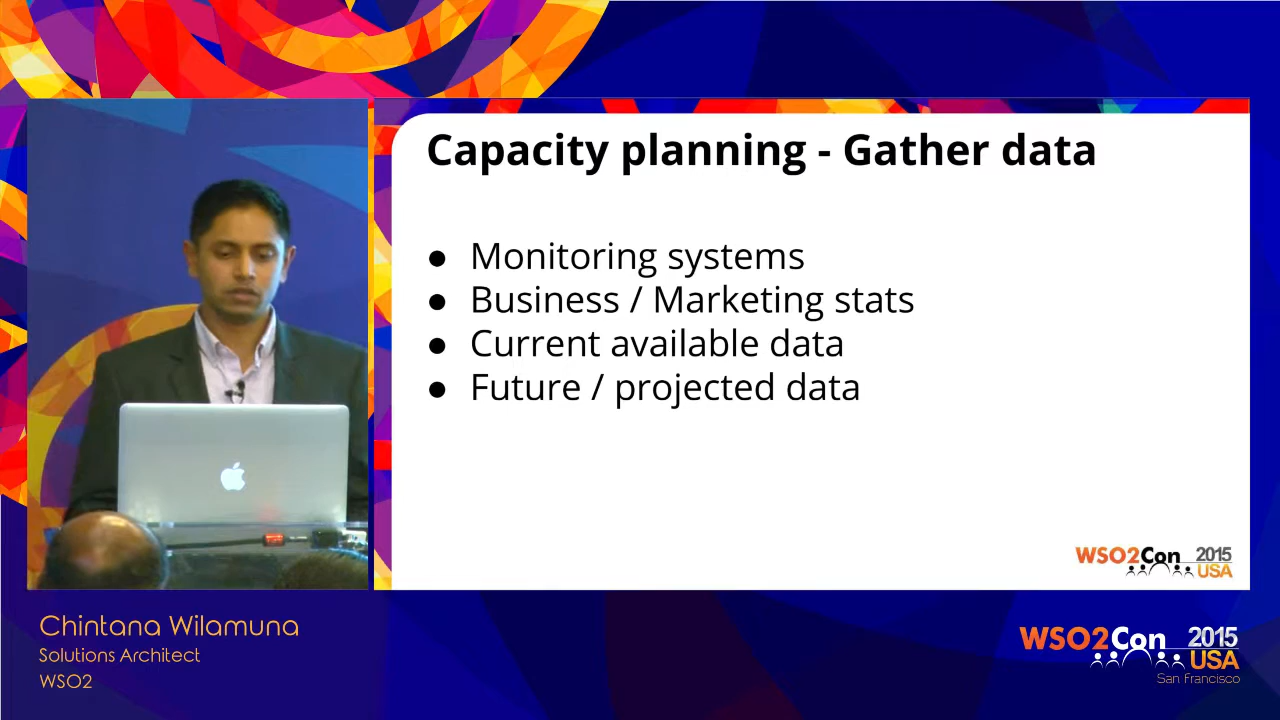 Capacity planning - Gather data
● Monitoring systems
● Business / Marketing stats
● Current available data
● Future / projected data
WSO2Con 2015
USA
Chintana Wilamuna
Solutions Architect
WSO2
WSO2Con 2015
USA
San Francisco